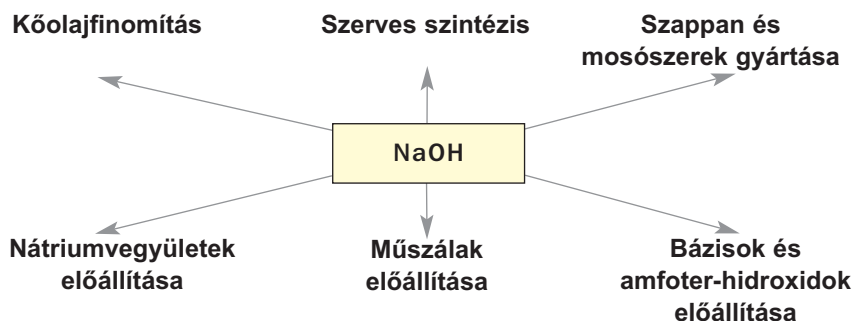 Kőolajfinomítás
Szerves szintézis
Szappan és
mosószerek gyártása
NaOH
Nátriumvegyületek
előállítása
Műszálak
előállítása
Bázisok és
amfoter-hidroxidok
előállítása